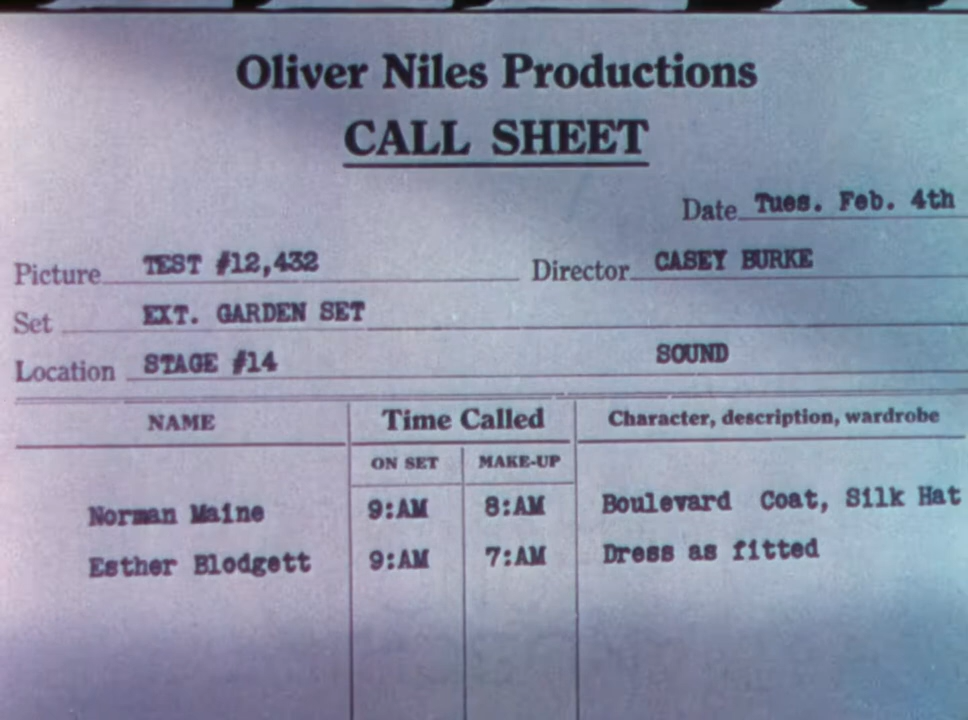 Oliver Niles Productions
CALL SHEET
Date Tues. Feb. 4th
Picture TEST #12,432 Director CASEY BURKE
Set EXT. GARDEN SET
Location STAGE #14 SOUND
NAME Time Called Character, description, wardrobe
ON SET MAKE-UP
Norman Maine 9:AM 8:AM Boulevard Coat, Silk Hat
Esther Blodgett 9:AM 7:AM Dress as fitted